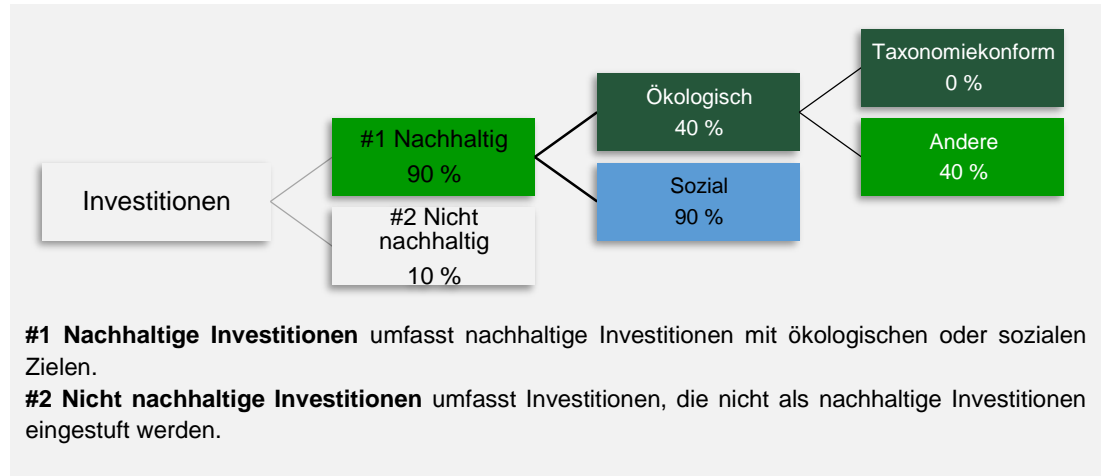 Investitionen
#1 Nachhaltig
90 %
#2 Nicht
nachhaltig
10 %
Ökologisch
40 %
Sozial
90 %
Taxonomiekonform
0 %
Andere
40 %
#1 Nachhaltige Investitionen umfasst nachhaltige Investitionen mit ökologischen oder sozialen
Zielen.
#2 Nicht nachhaltige Investitionen umfasst Investitionen, die nicht als nachhaltige Investitionen
eingestuft werden.